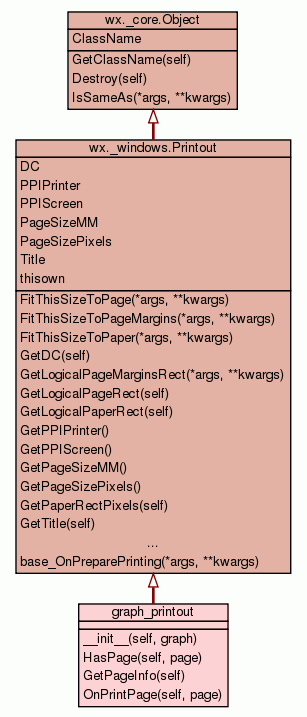 wx._core.Object
ClassName
GetClassName(self)
Destroy(self)
IsSameAs(*args, **kwargs)
wx._windows.Printout
DC
PPIPrinter
PPIScreen
PageSizeMM
PageSizePixels
Title
thisown
FitThisSizeToPage(*args, **kwargs)
FitThisSizeToPageMargins(*args, **kwargs)
FitThisSizeToPaper(*args, **kwargs)
GetDC(self)
GetLogicalPageMarginsRect(*args, **kwargs)
GetLogicalPageRect(self)
GetLogicalPaperRect(self)
GetPPIPrinter()
GetPPIScreen()
GetPageSizeMM()
GetPageSizePixels()
GetPaperRectPixels(self)
GetTitle(self)
...
base_OnPreparePrinting(*args, **kwargs)
graph_printout
__init__(self, graph)
HasPage(self, page)
GetPageInfo(self)
OnPrintPage(self, page)